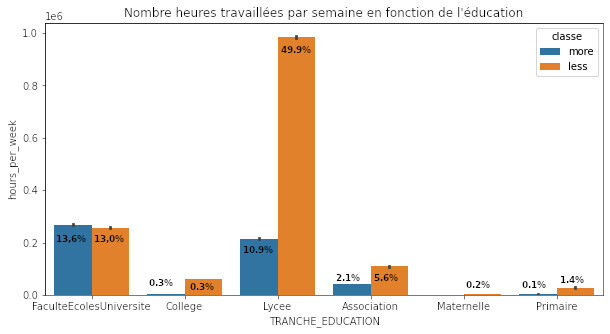 Nombre heures travaillées par semaine en fonction de l'éducation
1e6
classe
more
less
1.0
0.8
0.6
0.4
0.2
0.0
hours_per_week
13,6%
13,0%
0.3%
0.3%
10.9%
49.9%
2.1%
5.6%
0.2%
0.1%
1.4%
FaculteEcolesUniversite
College
Lycee
Association
Maternelle
Primaire
TRANCHE_EDUCATION